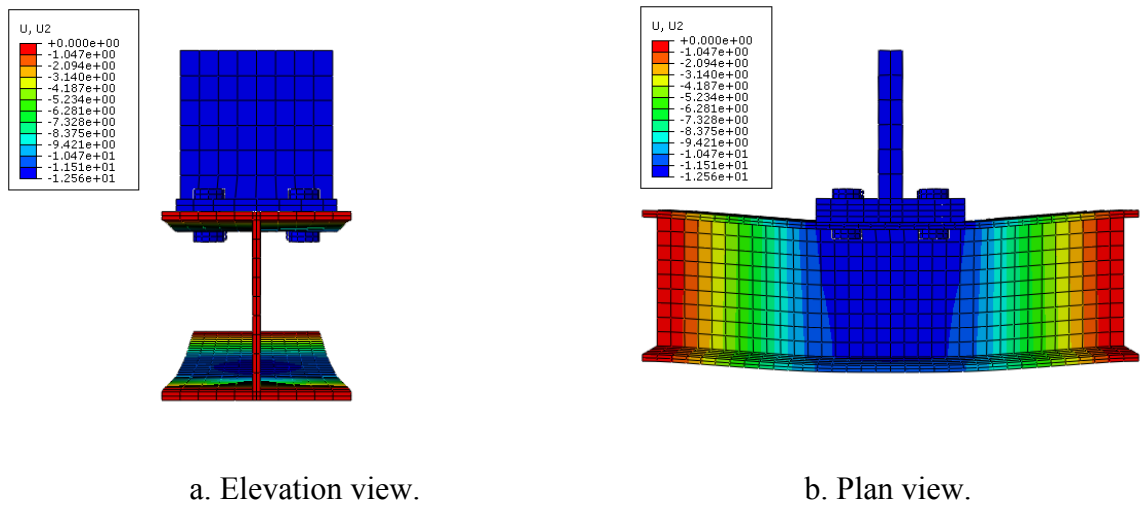 U, U2
+0.000e+00
-1.047e+00
-2.094e+00
-3.140e+00
-4.187e+00
-5.234e+00
-6.281e+00
-7.328e+00
-8.375e+00
-9.421e+00
-1.047e+01
-1.151e+01
-1.256e+01
U, U2
+0.000e+00
-1.047e+00
-2.094e+00
-3.140e+00
-4.187e+00
-5.234e+00
-6.281e+00
-7.328e+00
-8.375e+00
-9.421e+00
-1.047e+01
-1.151e+01
-1.256e+01
a. Elevation view.
b. Plan view.